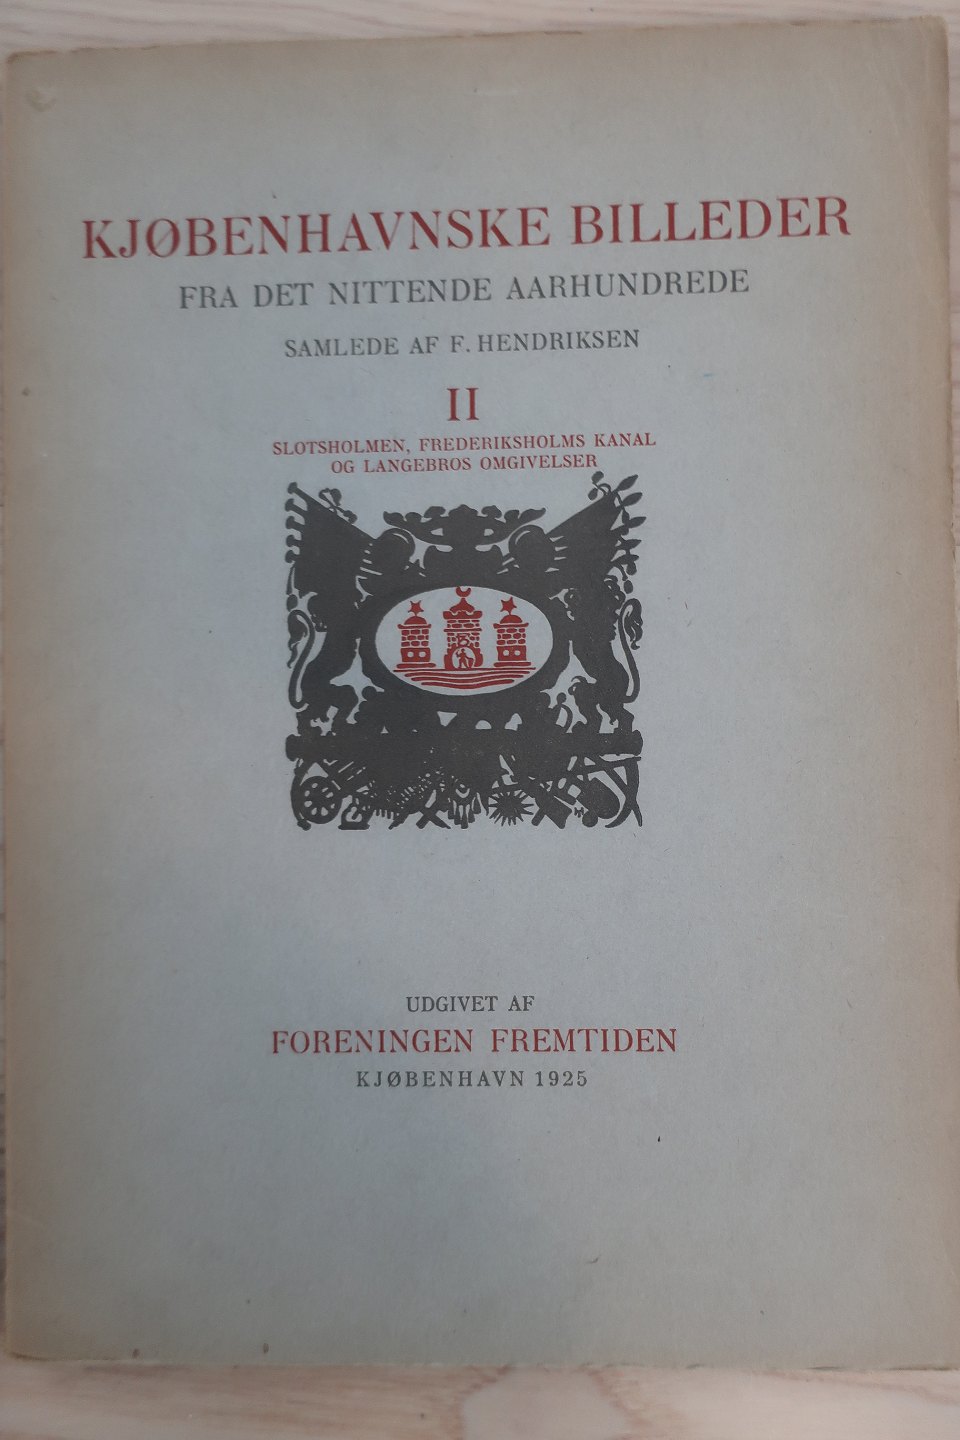 KJØBENHAVNSKE BILLEDER
FRA DET NITTENDE AARHUNDREDE
SAMLEDE AF F. HENDRIKSEN
II
SLOTSHOLMEN, FREDERIKSHOLMS KANAL
OG LANGEBROS OMGIVELSER
UDGIVET AF
FORENINGEN FREMTIDEN
KJØBENHAVN 1925